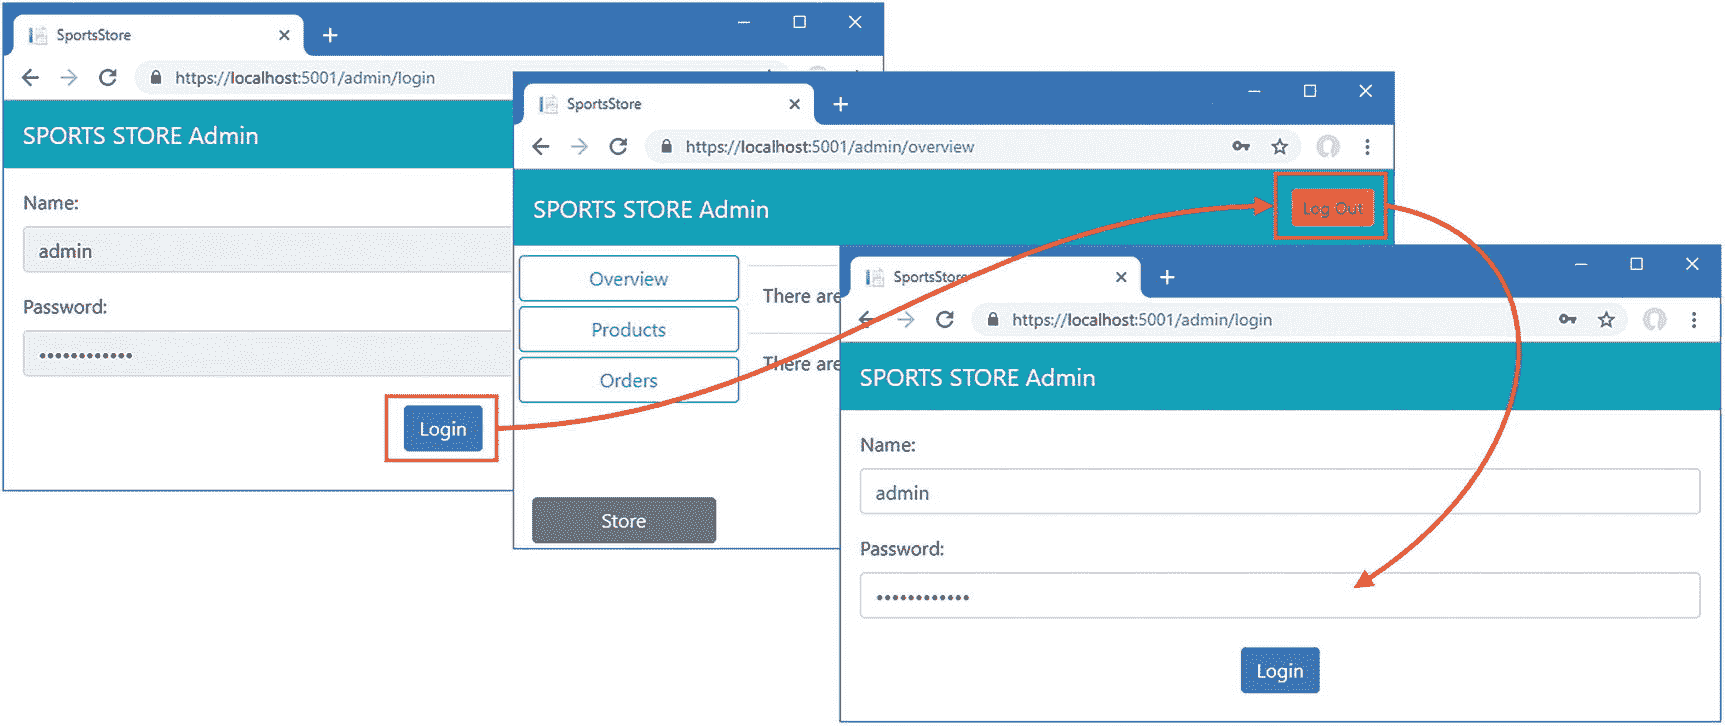 SportsStore
https://localhost:5001/admin/login
SPORTS STORE Admin
Name:
admin
Password:
••••••••••••
Login
SportsStore
https://localhost:5001/admin/overview
SPORTS STORE Admin
Log Out
Overview
Products
Orders
There are
There are
Store
SportsStore
https://localhost:5001/admin/login
SPORTS STORE Admin
Name:
admin
Password:
••••••••••••
Login